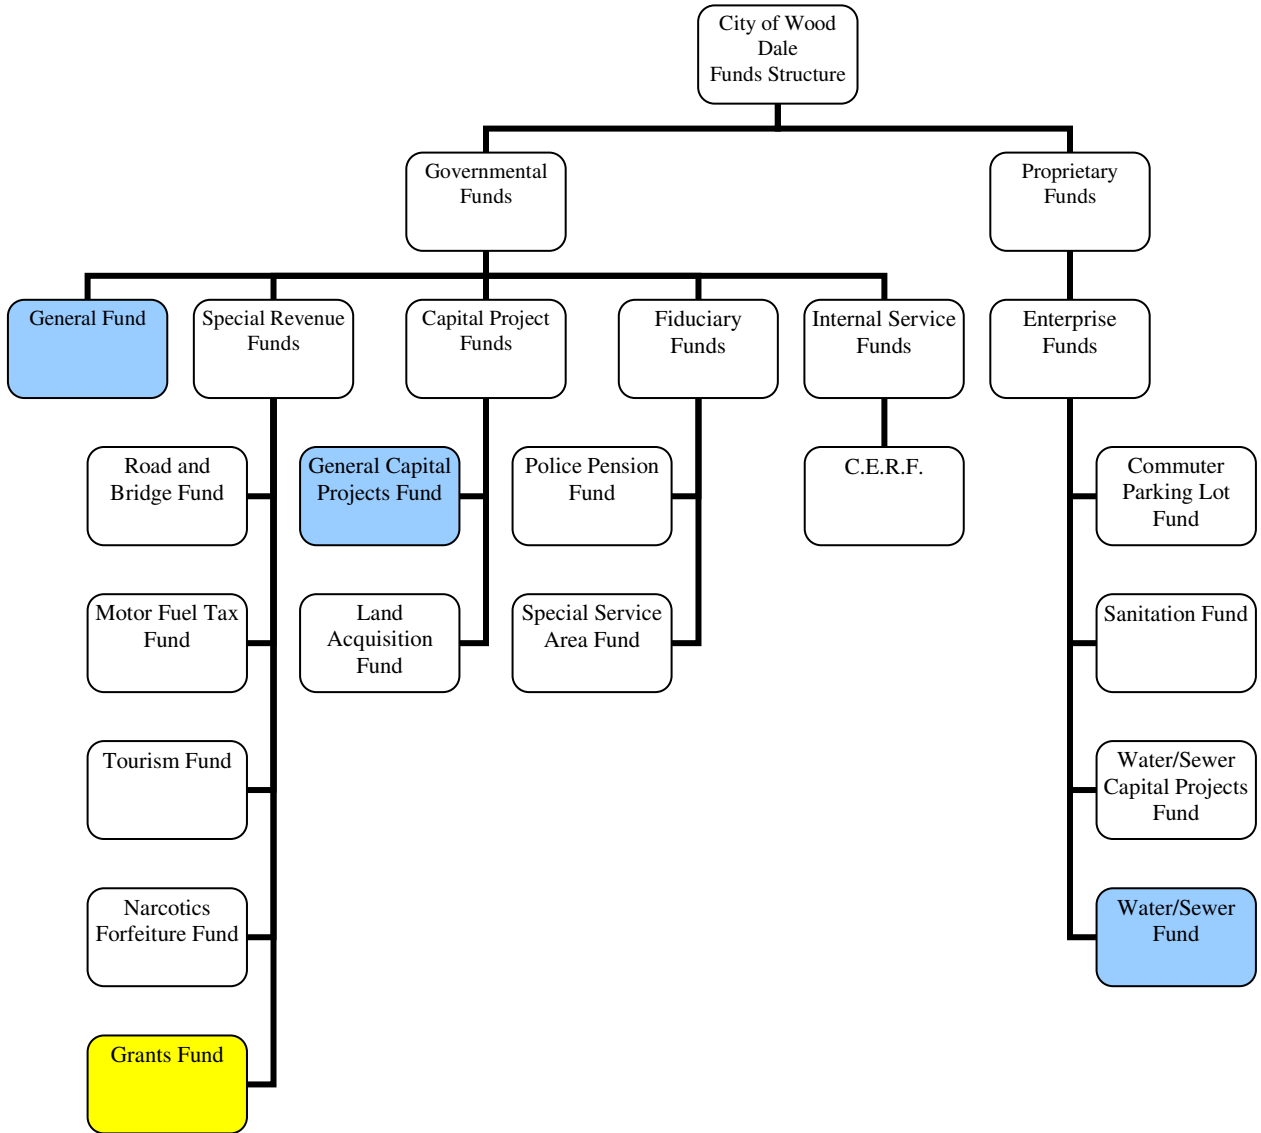 City of Wood
Dale
Funds Structure
Governmental
Funds
Proprietary
Funds
General Fund
Special Revenue
Funds
Capital Project
Funds
Fiduciary
Funds
Internal Service
Funds
Enterprise
Funds
Road and
Bridge Fund
General Capital
Projects Fund
Police Pension
Fund
C.E.R.F.
Commuter
Parking Lot
Fund
Motor Fuel Tax
Fund
Land
Acquisition
Fund
Special Service
Area Fund
Sanitation Fund
Tourism Fund
Water/Sewer
Capital Projects
Fund
Narcotics
Forfeiture Fund
Water/Sewer
Fund
Grants Fund